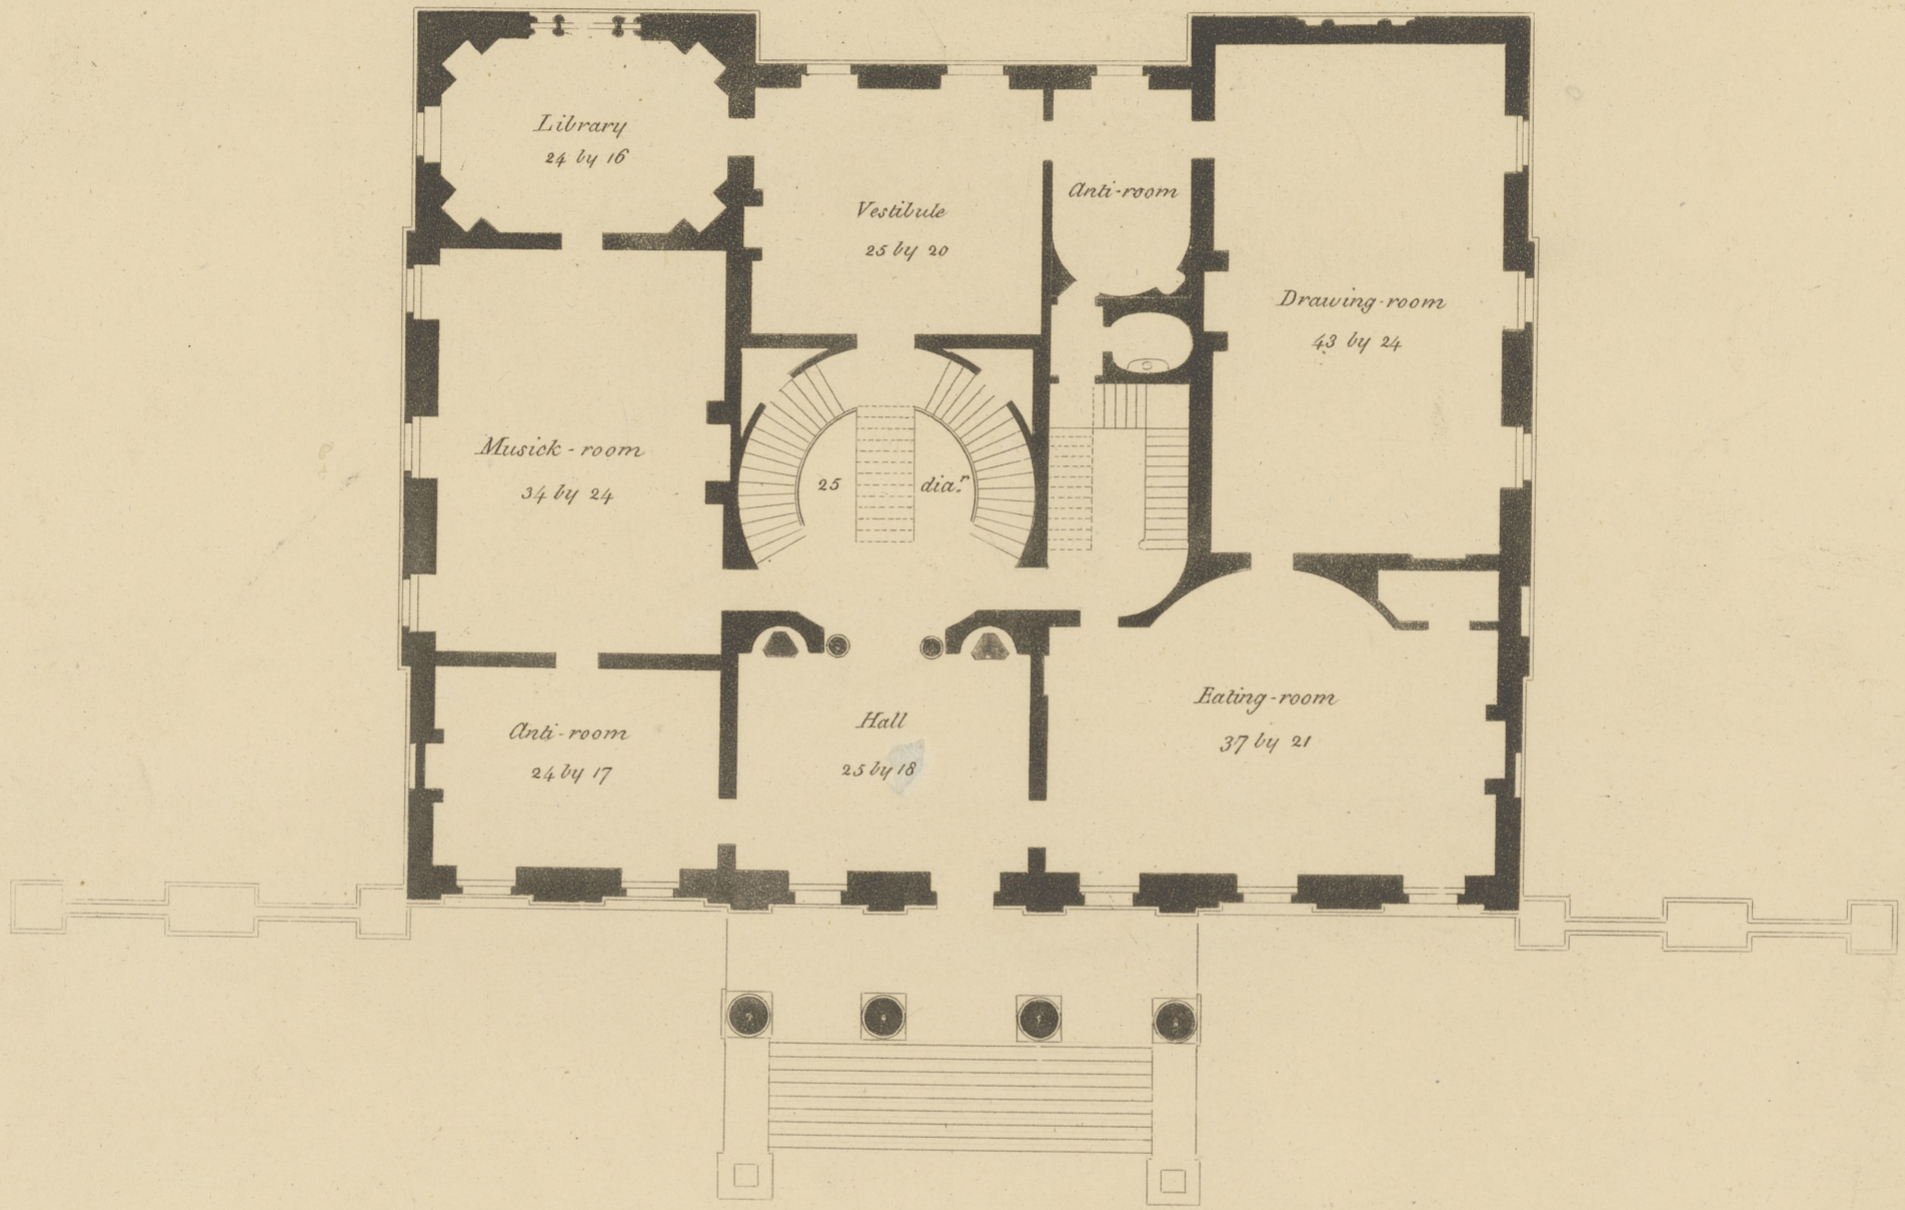 Library
24 by 16
Vestibule
25 by 20
Anti-room
Drawing-room
43 by 24
Musick-room
34 by 24
25 dia.r
Anti-room
24 by 17
Hall
25 by 18
Eating-room
37 by 21